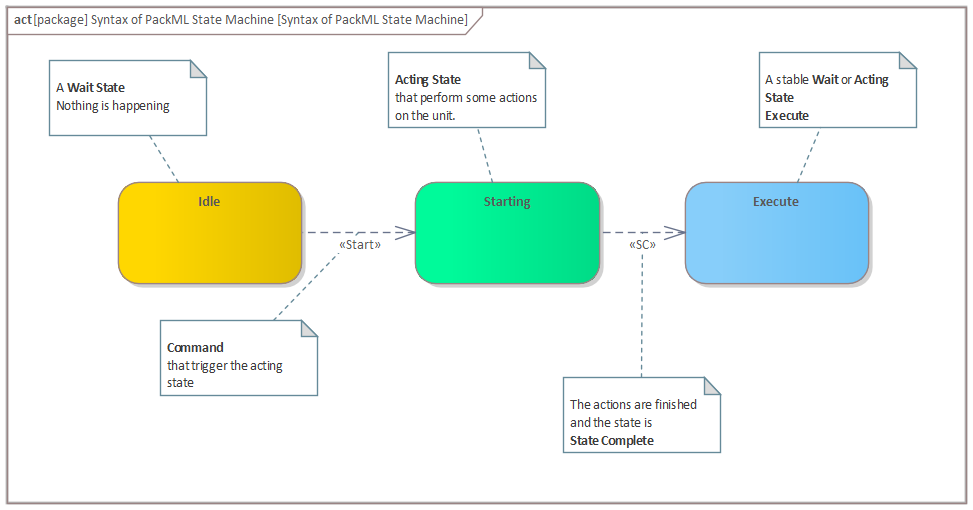 act [package] Syntax of PackML State Machine [Syntax of PackML State Machine]
A Wait State
Nothing is happening
Acting State
that perform some actions
on the unit.
A stable Wait or Acting
State
Execute
Idle
Starting
Execute
«Start»
«SC»
Command
that trigger the acting
state
The actions are finished
and the state is
State Complete